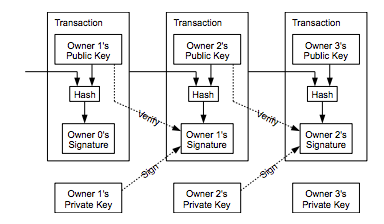 Transaction
Owner 1's
Public Key
Hash
Owner 0's
Signature
Transaction
Owner 2's
Public Key
Hash
Owner 1's
Signature
Transaction
Owner 3's
Public Key
Hash
Owner 2's
Signature
Verify
Verify
Sign
Sign
Owner 1's
Private Key
Owner 2's
Private Key
Owner 3's
Private Key